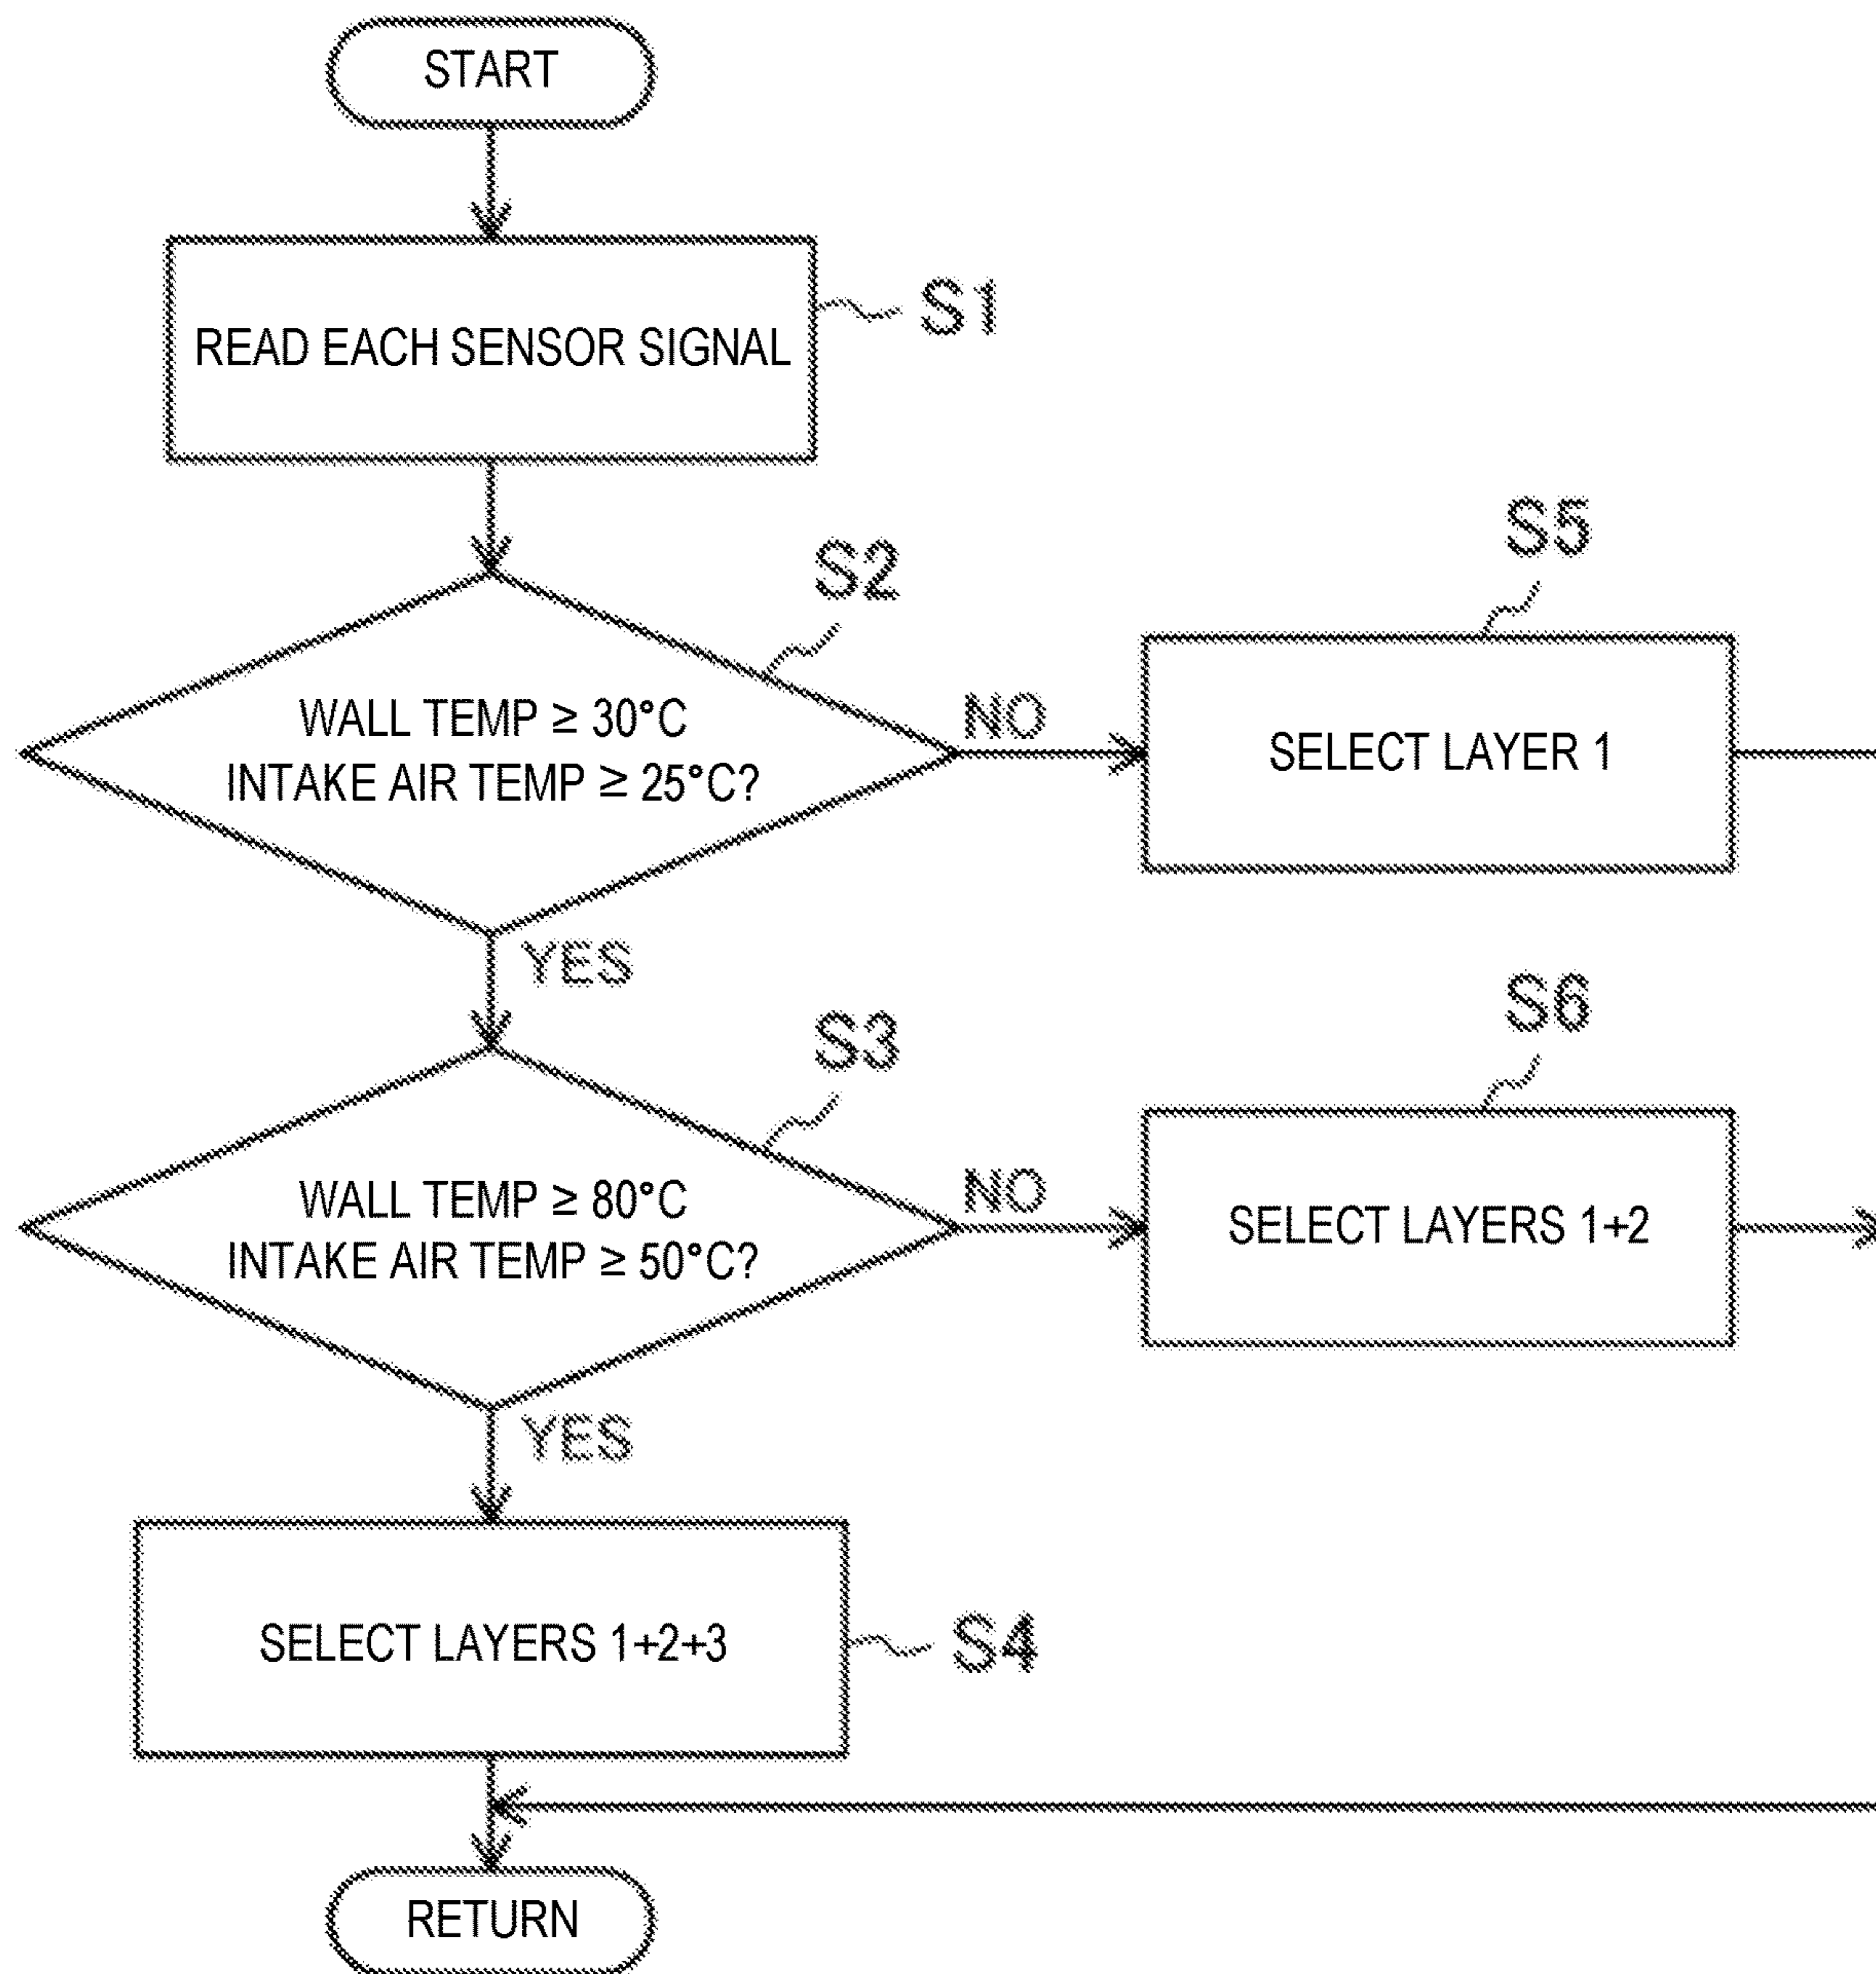 START
READ EACH SENSOR SIGNAL
S1
S2
WALL TEMP ≥ 30°C
INTAKE AIR TEMP ≥ 25°C?
NO
S5
SELECT LAYER 1
YES
S3
WALL TEMP ≥ 80°C
INTAKE AIR TEMP ≥ 50°C?
NO
S6
SELECT LAYERS 1+2
YES
SELECT LAYERS 1+2+3
S4
RETURN